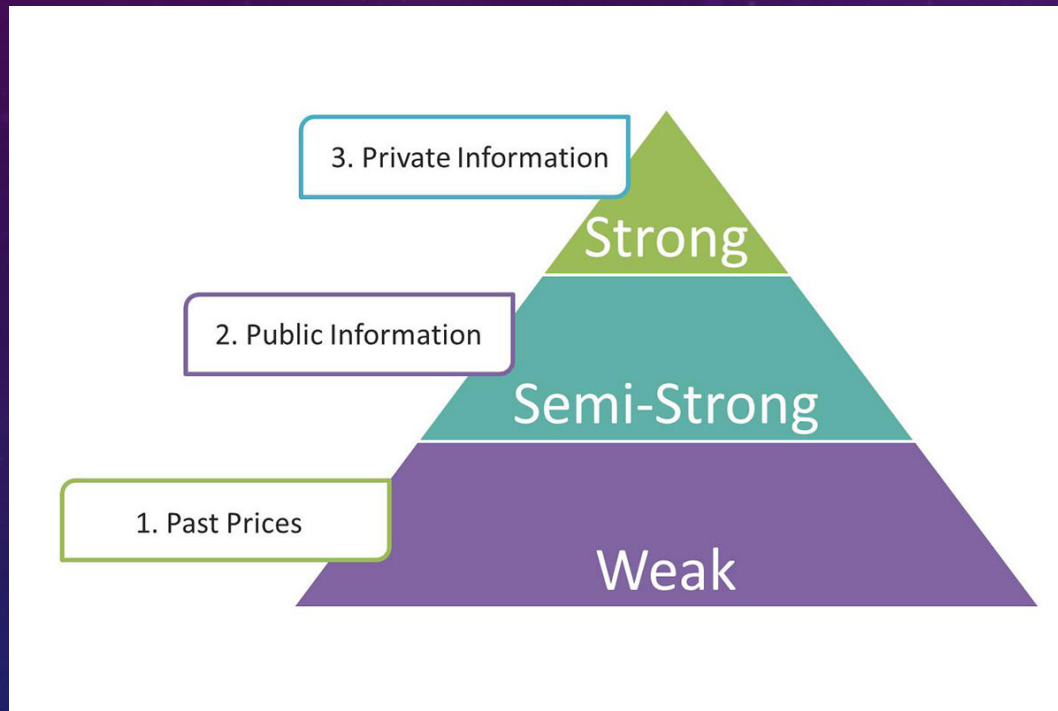 3. Private Information
Strong
2. Public Information
Semi-Strong
1. Past Prices
Weak